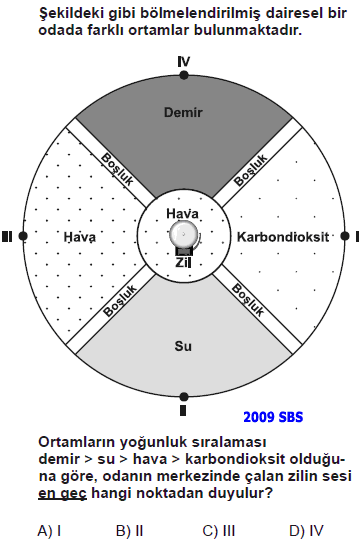 Şekildeki gibi bölmelendirilmiş dairesel bir
odada farklı ortamlar bulunmaktadır.
IV
Demir
Boşluk
Boşluk
Hava
III
Hava
Karbondioksit
I
Zil
Boşluk
Boşluk
Su
II
2009 SBS
Ortamların yoğunluk sıralaması
demir > su > hava > karbondioksit olduğu-
na göre, odanın merkezinde çalan zilin sesi
en geç hangi noktadan duyulur?
A) I B) II C) III D) IV